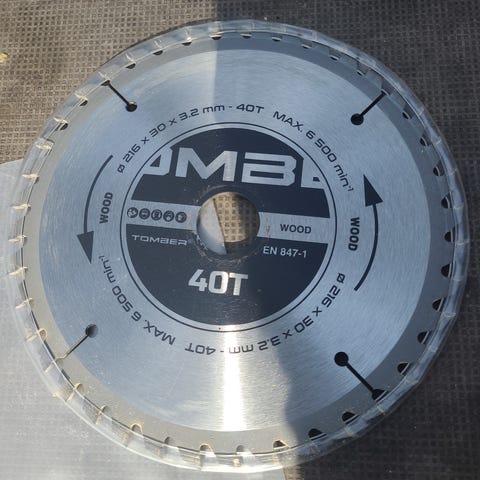 ø 216 x 30 x 3.2 mm - 40T MAX. 6 500 min⁻¹
OMBE
WOOD
WOOD
WOOD
TOMBER®
EN 847-1
40T
ø 216 x 30 x 3.2 mm - 40T MAX. 6 500 min⁻¹